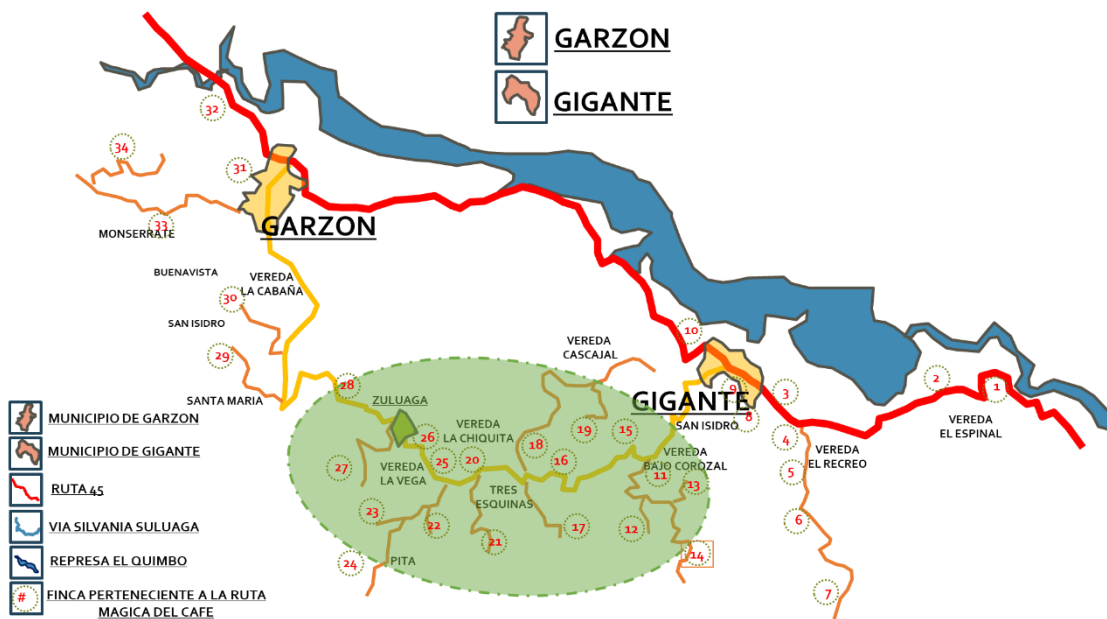 GARZON
GIGANTE
32
34
31
33
MONSERRATE
GARZON
BUENAVISTA
VEREDA
LA CABAÑA
30
SAN ISIDRO
29
SANTA MARIA
28
ZULUAGA
VEREDA
CASCAJAL
10
GIGANTE
9
8
SAN ISIDRO
3
2
1
VEREDA
EL ESPINAL
4
VEREDA
EL RECREO
5
6
7
26
VEREDA
LA CHIQUITA
18
19
15
25
20
16
27
VEREDA
LA VEGA
TRES
ESQUINAS
VEREDA
BAJO COROZAL
11
13
23
22
21
17
12
14
24
PITA
MUNICIPIO DE GARZON
MUNICIPIO DE GIGANTE
RUTA 45
VIA SILVANIA SULUAGA
REPRESA EL QUIMBO
# FINCA PERTENECIENTE A LA RUTA
MAGICA DEL CAFE